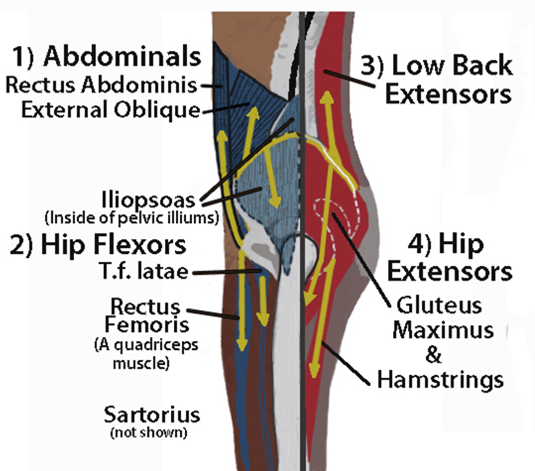 1) Abdominals
Rectus Abdominis
External Oblique
Iliopsoas
(Inside of pelvic illiums)
2) Hip Flexors
T.f. latae
Rectus
Femoris
(A quadriceps
muscle)
Sartorius
(not shown)
3) Low Back
Extensors
4) Hip
Extensors
Gluteus
Maximus
&
Hamstrings